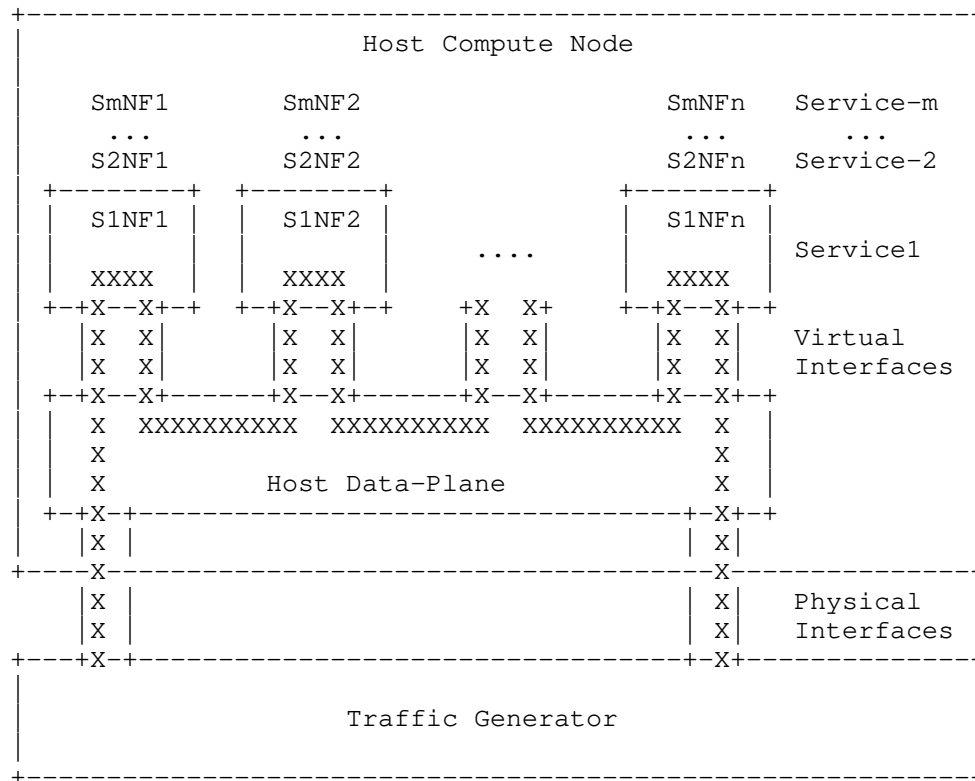 Host Compute Node
SmNF1 SmNF2 SmNFn Service-m
... ... ... ...
S2NF1 S2NF2 S2NFn Service-2
S1NF1 S1NF2 S1NFn
.... Service1
XXXX XXXX XXXX
X X X X X X X X
X X X X X X X X Virtual
X X X X X X X X Interfaces
X X X X X X X X
X XXXXXXXXXX XXXXXXXXXX XXXXXXXXXX X
X X
X Host Data-Plane X
X X
X X
X X
X X Physical
X X Interfaces
X X
Traffic Generator